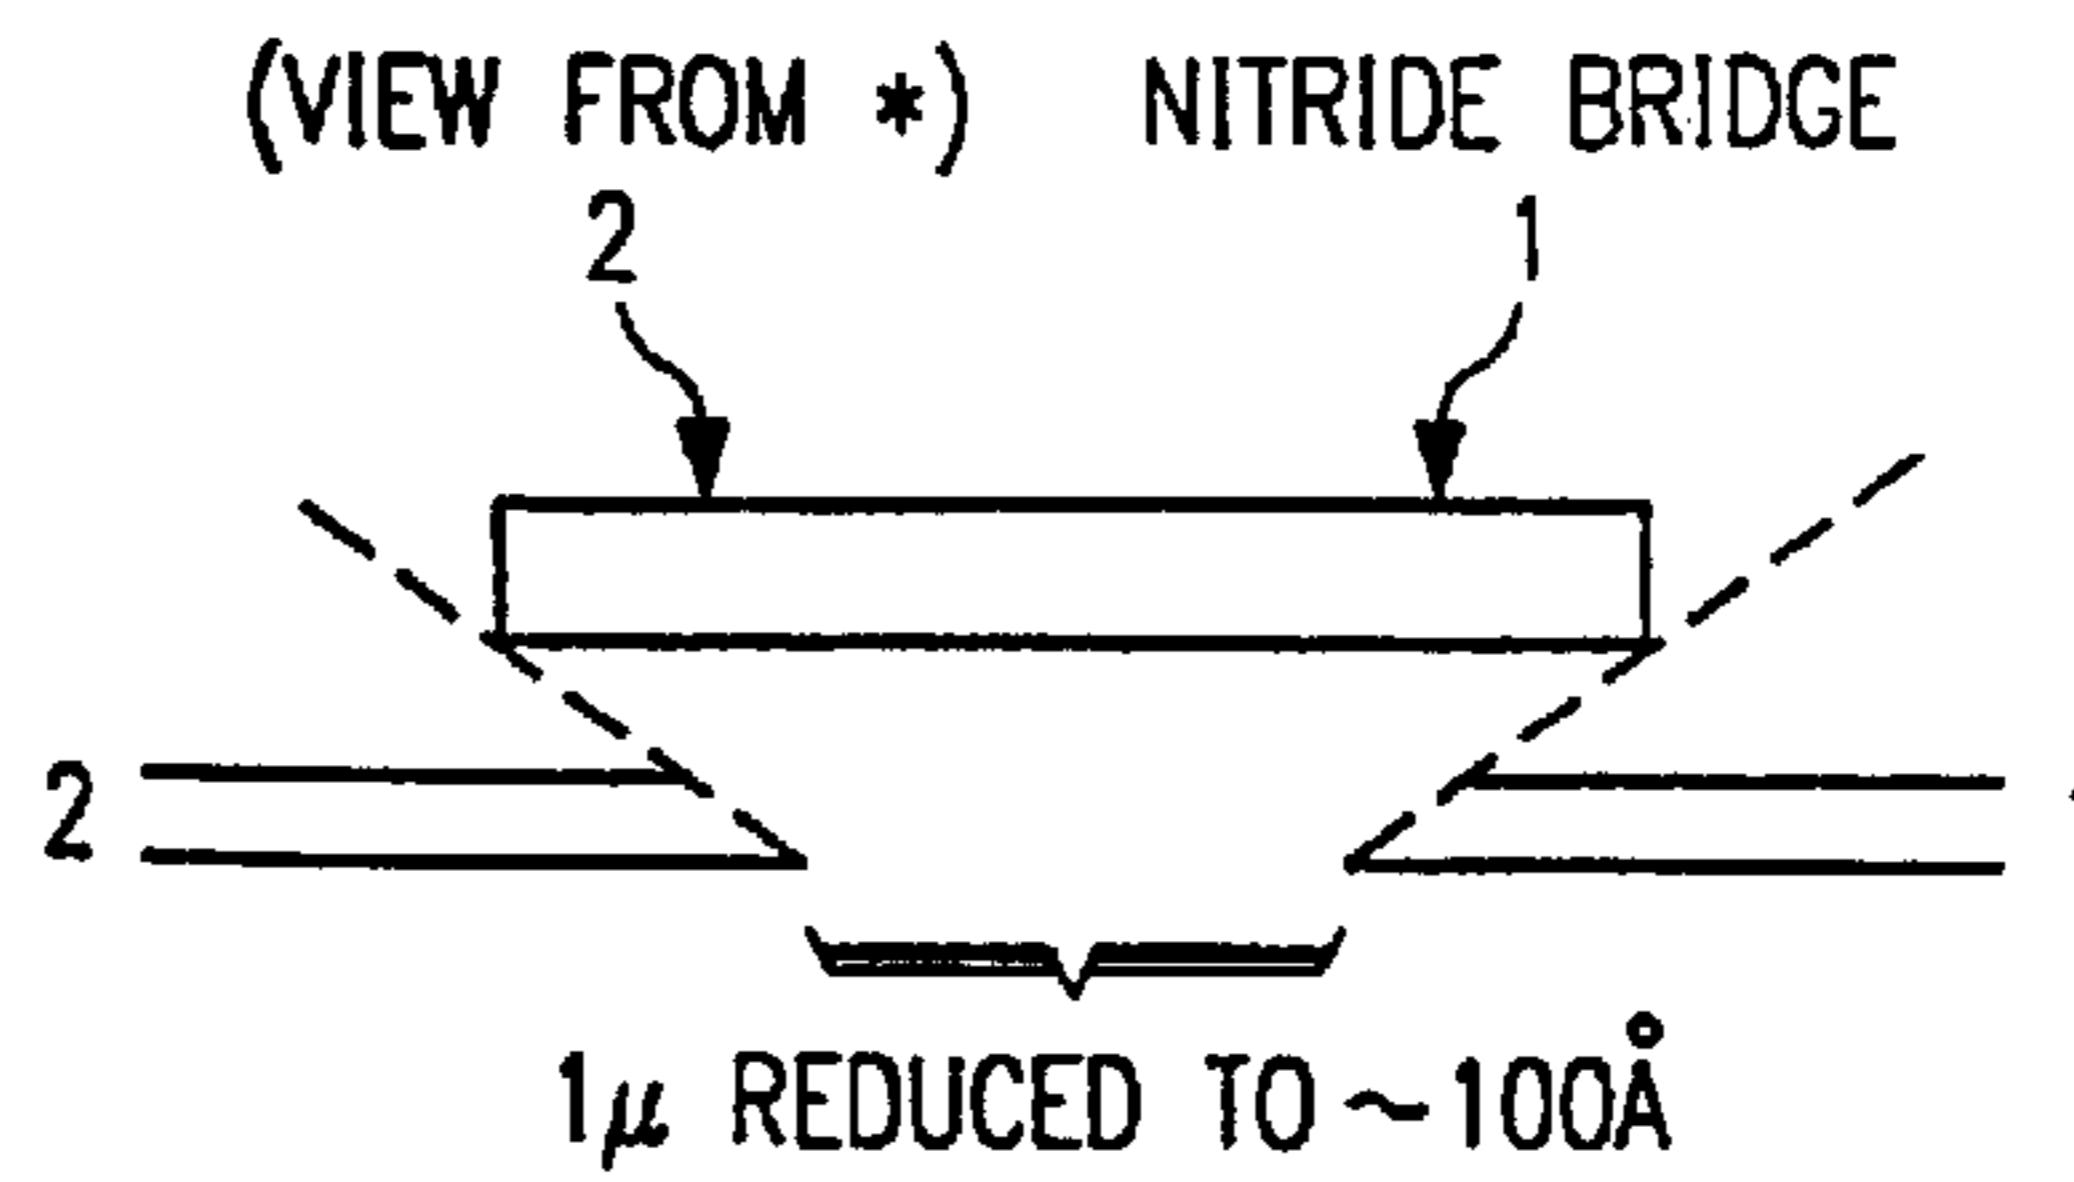 (VIEW FROM *) NITRIDE BRIDGE
2 1
2
1μ REDUCED TO ~100Å